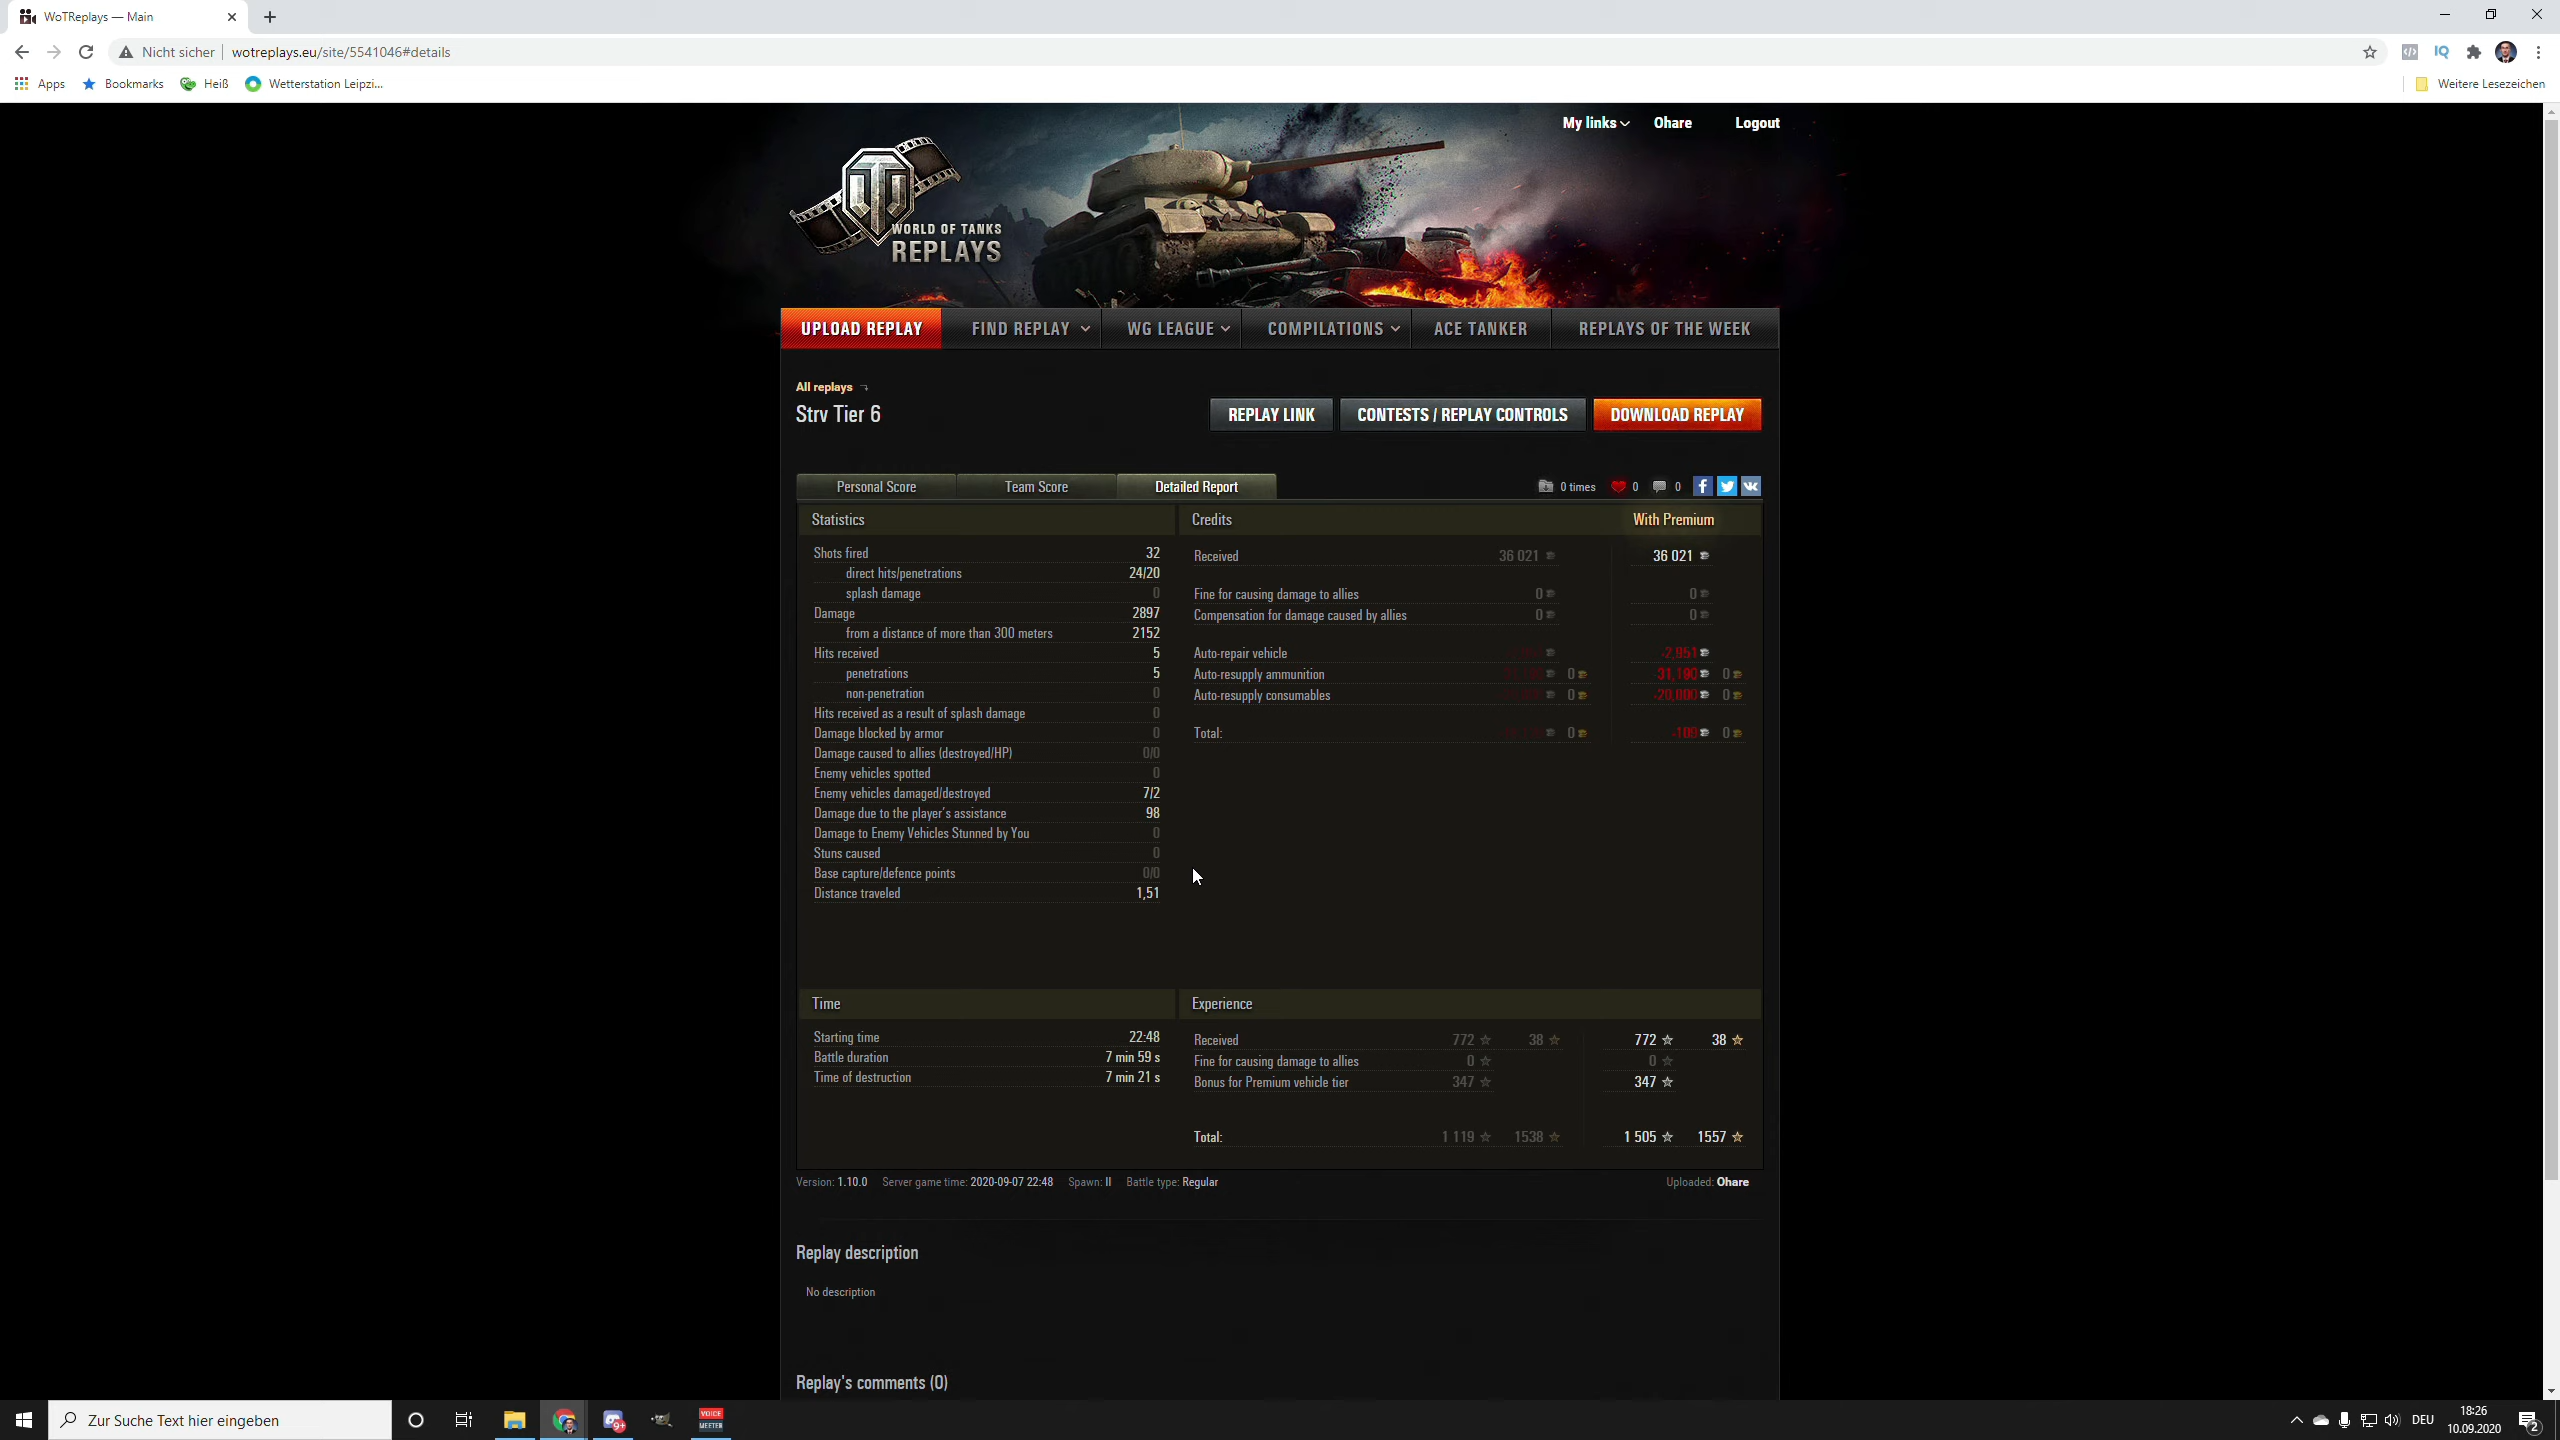 WoTReplays — Main
Nicht sicher wotreplays.eu/site/5541046#details
Apps Bookmarks Heiß Wetterstation Leipzi... Weitere Lesezeichen
My links Ohare Logout
WORLD OF TANKS
REPLAYS
UPLOAD REPLAY FIND REPLAY WG LEAGUE COMPILATIONS ACE TANKER REPLAYS OF THE WEEK
All replays
Strv Tier 6
REPLAY LINK CONTESTS / REPLAY CONTROLS DOWNLOAD REPLAY
Personal Score Team Score Detailed Report 0 times 0 0
Statistics
Shots fired 32
direct hits/penetrations 24/20
splash damage 0
Damage 2897
from a distance of more than 300 meters 2152
Hits received 5
penetrations 5
non-penetration 0
Hits received as a result of splash damage 0
Damage blocked by armor 0
Damage caused to allies (destroyed/HP) 0/0
Enemy vehicles spotted 0
Enemy vehicles damaged/destroyed 7/2
Damage due to the player's assistance 98
Damage to Enemy Vehicles Stunned by You 0
Stuns caused 0
Base capture/defence points 0/0
Distance traveled 1,51
Credits With Premium
Received 36 021 36 021
Fine for causing damage to allies 0 0
Compensation for damage caused by allies 0 0
Auto-repair vehicle -2,951
Auto-resupply ammunition 0 0
Auto-resupply consumables 0 -20,000 0
Total: 0 0
Time
Starting time 22:48
Battle duration 7 min 59 s
Time of destruction 7 min 21 s
Experience
Received 772 38 772 38
Fine for causing damage to allies 0 0
Bonus for Premium vehicle tier 347 347
Total: 1 119 1538 1 505 1557
Version: 1.10.0 Server game time: 2020-09-07 22:48 Spawn: II Battle type: Regular Uploaded: Ohare
Replay description
No description
Replay's comments (0)
Zur Suche Text hier eingeben
9+
VOICE
MEETER
DEU
18:26
10.09.2020
2